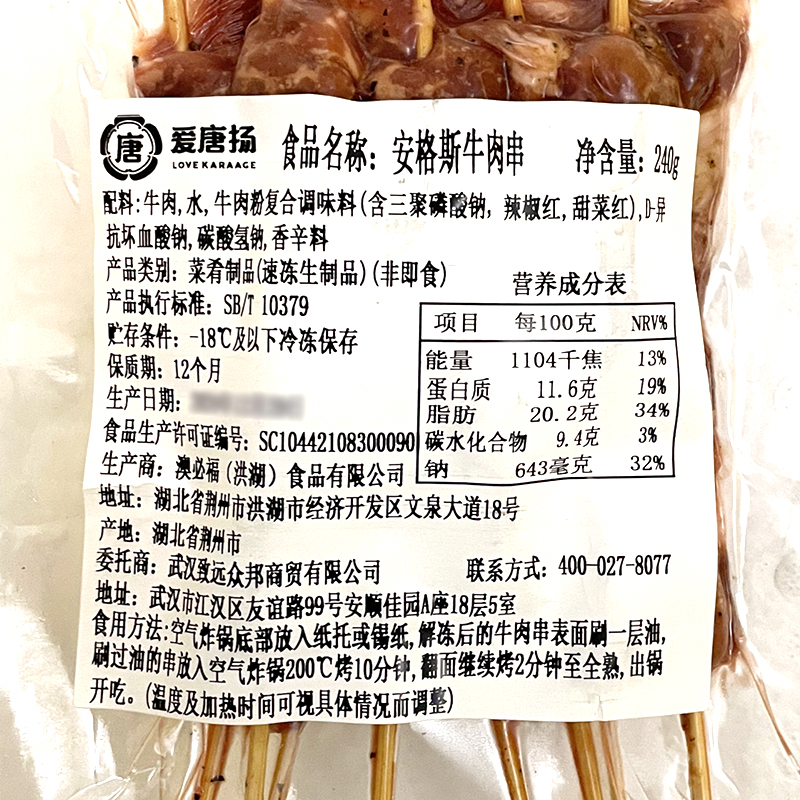 唐 爱唐扬 LOVE KARAAGE 食品名称：安格斯牛肉串 净含量：240g
配料:牛肉,水,牛肉粉复合调味料(含三聚磷酸钠，辣椒红,甜菜红),D-异
抗坏血酸钠,碳酸氢钠,香辛料
产品类别：菜肴制品(速冻生制品)(非即食)
产品执行标准：SB/T 10379
贮存条件：-18℃及以下冷冻保存
保质期：12个月
生产日期：
食品生产许可证编号：SC10442108300090
营养成分表
项目 每100克 NRV%
能量 1104千焦 13%
蛋白质 11.6克 19%
脂肪 20.2克 34%
碳水化合物 9.4克 3%
钠 643毫克 32%
生产商：澳必福（洪湖）食品有限公司
地址：湖北省荆州市洪湖市经济开发区文泉大道18号
产地：湖北省荆州市
委托商：武汉致远众邦商贸有限公司 联系方式：400-027-8077
地址：武汉市江汉区友谊路99号安顺佳园A座18层5室
食用方法:空气炸锅底部放入纸托或锡纸,解冻后的牛肉串表面刷一层油,
刷过油的串放入空气炸锅200℃烤10分钟,翻面继续烤2分钟至全熟,出锅
开吃。(温度及加热时间可视具体情况而调整)